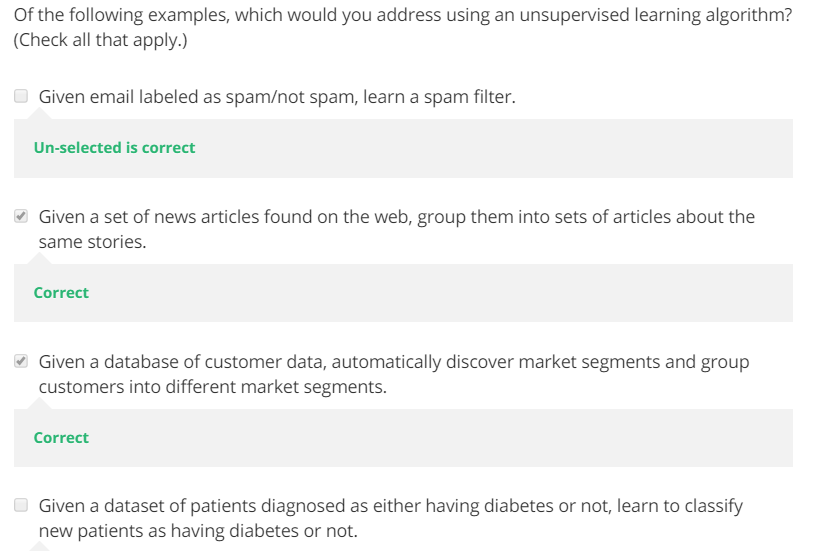 Of the following examples, which would you address using an unsupervised learning algorithm?
(Check all that apply.)
Given email labeled as spam/not spam, learn a spam filter.
Un-selected is correct
Given a set of news articles found on the web, group them into sets of articles about the
same stories.
Correct
Given a database of customer data, automatically discover market segments and group
customers into different market segments.
Correct
Given a dataset of patients diagnosed as either having diabetes or not, learn to classify
new patients as having diabetes or not.